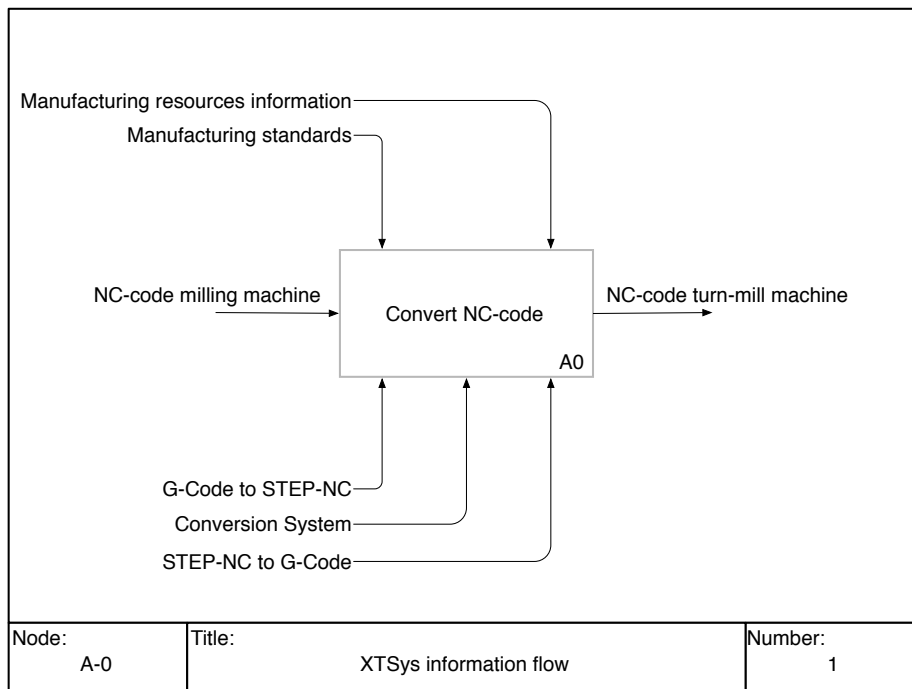 Manufacturing resources information
Manufacturing standards
NC-code milling machine
NC-code turn-mill machine
Convert NC-code
A0
G-Code to STEP-NC
Conversion System
STEP-NC to G-Code
Node:
A-0
Title:
XTSys information flow
Number:
1